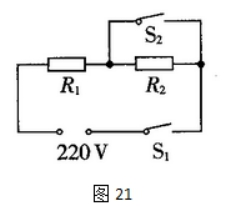 S₂
R₁ R₂
220 V S₁
图 21